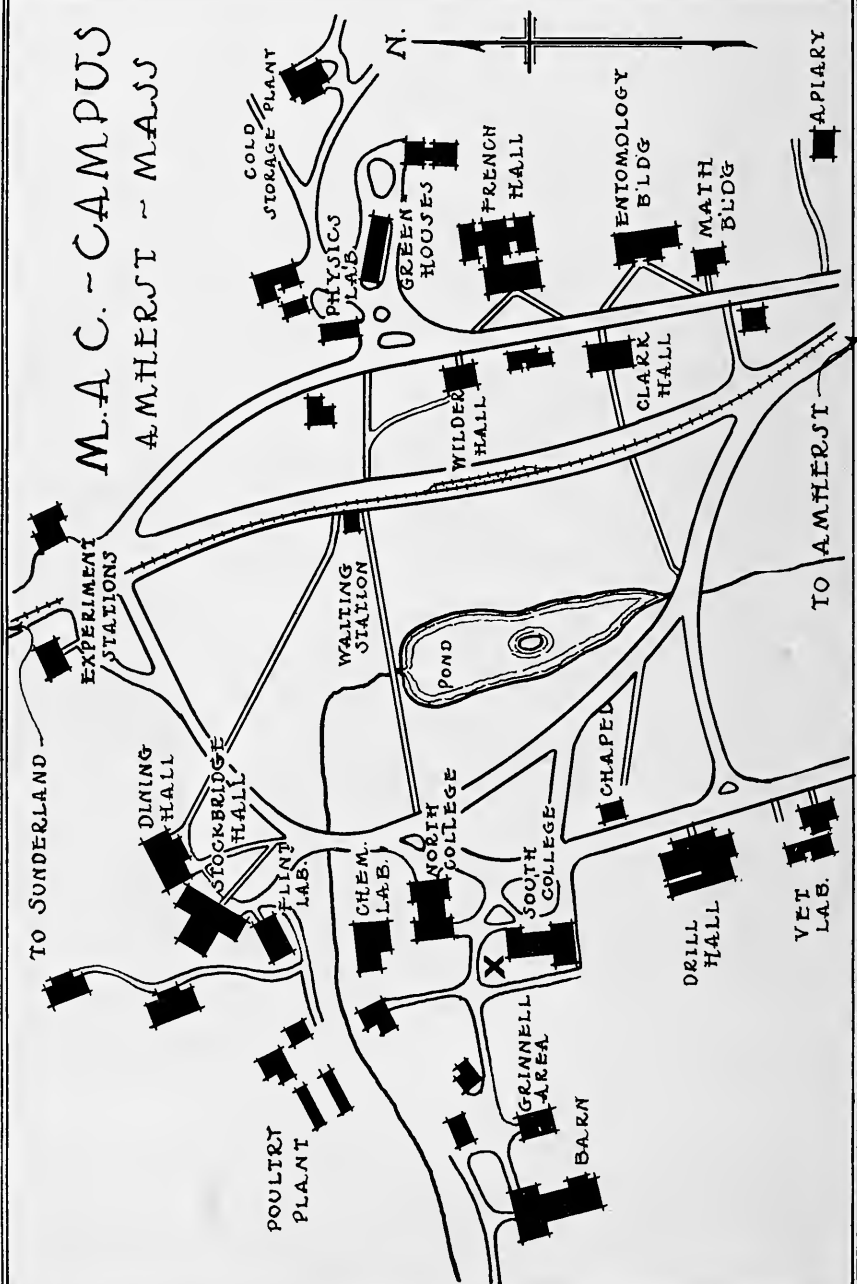 M.A C. ~ CAMPUS
AMHERST ~ MASS
N.
TO SUNDERLAND
EXPERIMENT
STATIONS
COLD
STORAGE PLANT
PHYSICS
LAB.
GREEN
HOUSES
FRENCH
HALL
ENTOMOLOGY
B'LD'G
MATH
B'LD'G
APIARY
DINING
HALL
STOCKBRIDGE
HALL
FLINT
LAB.
WAITING
STATION
WILDER
HALL
CLARK
HALL
POND
TO AMHERST
CHEM.
LAB.
NORTH
COLLEGE
SOUTH
COLLEGE
X
CHAPEL
DRILL
HALL
VET
LAB.
POULTRY
PLANT
GRINNELL
AREA
BARN